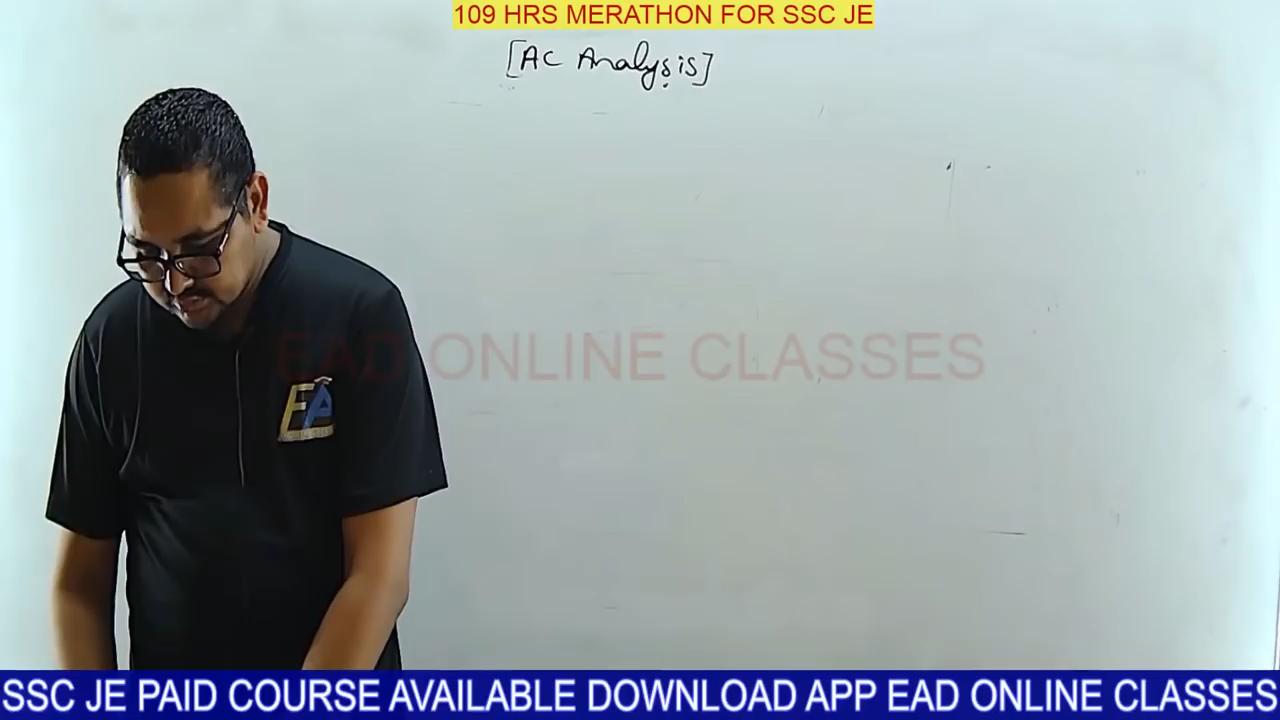 109 HRS MERATHON FOR SSC JE
[AC Analysis]
EAD ONLINE CLASSES
EA
SSC JE PAID COURSE AVAILABLE DOWNLOAD APP EAD ONLINE CLASSES